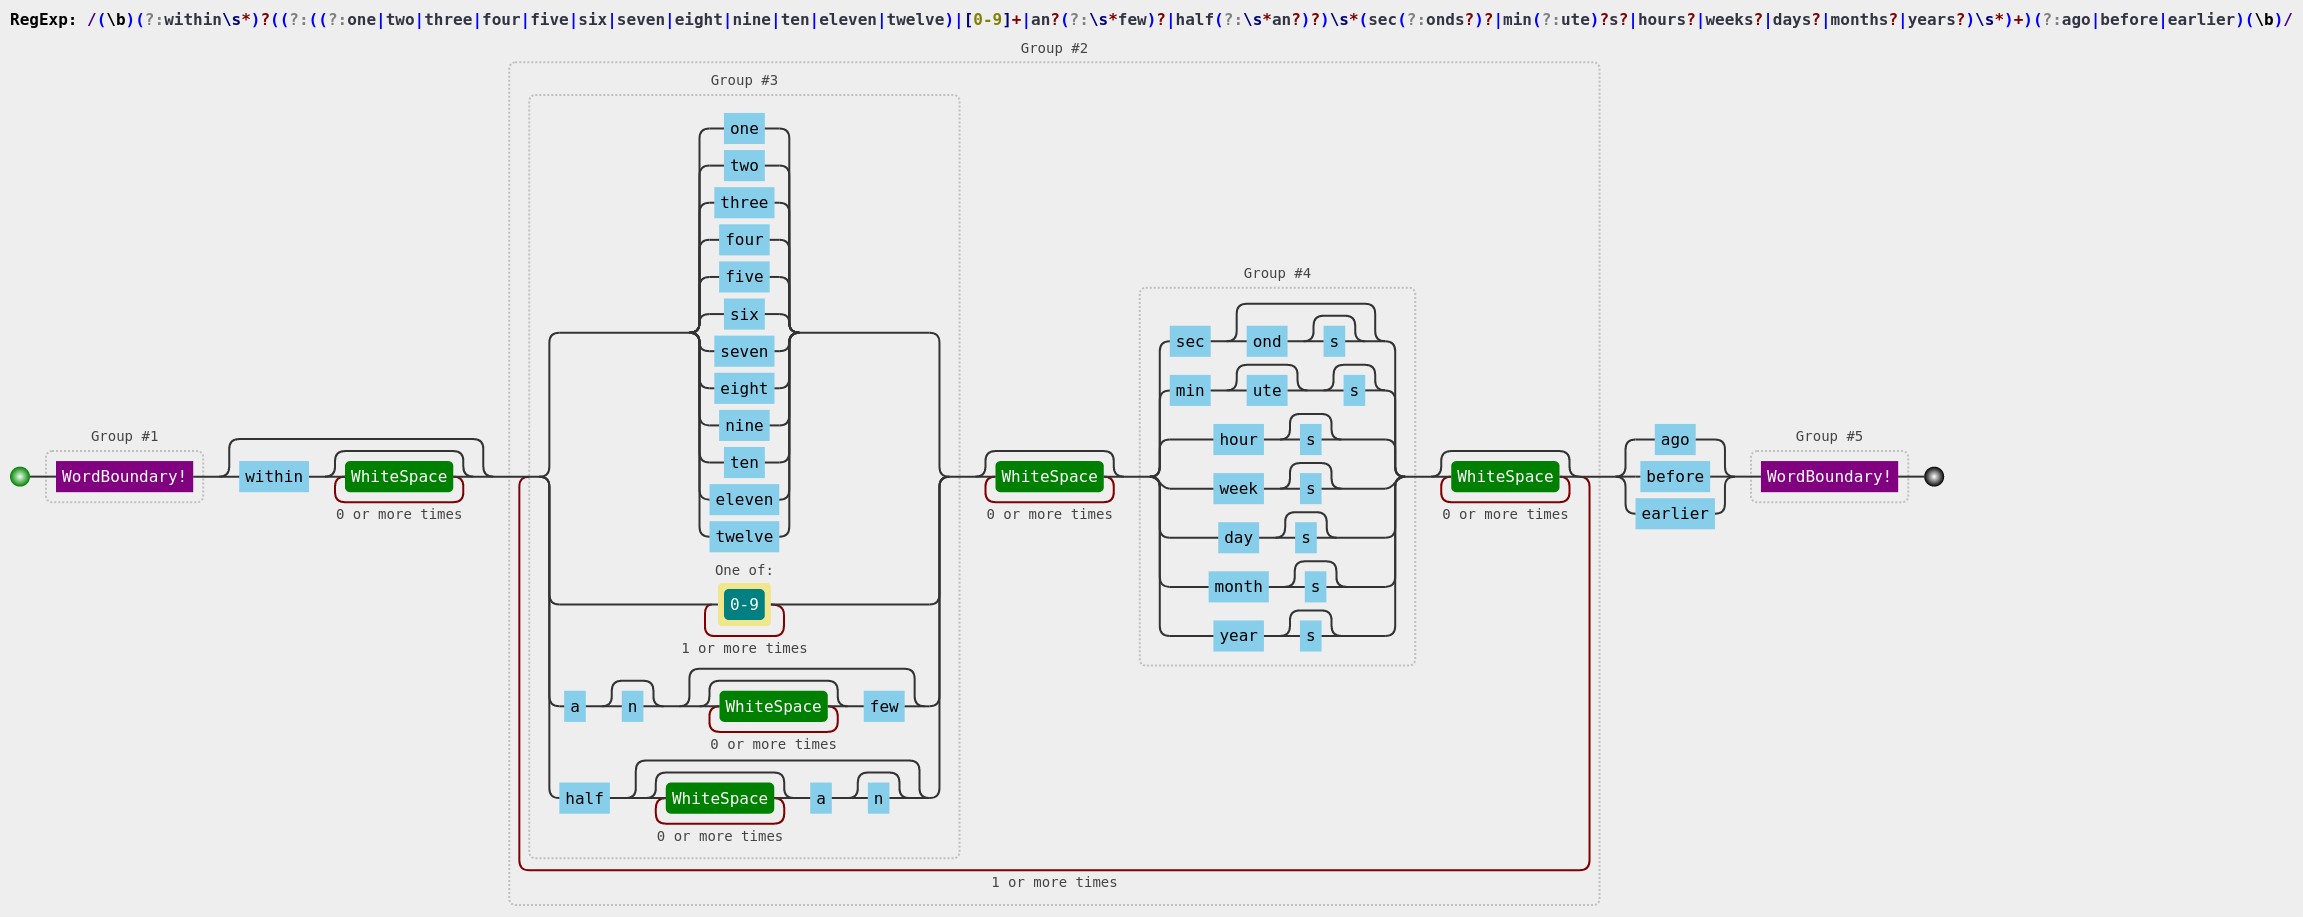 RegExp: /(\b)(?:within\s*)?((?:((?:one|two|three|four|five|six|seven|eight|nine|ten|eleven|twelve)|[0-9]+|an?(?:\s*few)?|half(?:\s*an?)?)\s*(sec(?:onds?)?|min(?:ute)?s?|hours?|weeks?|days?|months?|years?)\s*)+)(?:ago|before|earlier)(\b)/
Group #2
Group #3
one
two
three
four
five
six
seven
eight
nine
ten
eleven
twelve
One of:
0-9
1 or more times
a n WhiteSpace few
0 or more times
half WhiteSpace a n
0 or more times
Group #1
WordBoundary!
within WhiteSpace
0 or more times
WhiteSpace
0 or more times
Group #4
sec ond s
min ute s
hour s
week s
day s
month s
year s
WhiteSpace
0 or more times
1 or more times
ago
before
earlier
Group #5
WordBoundary!